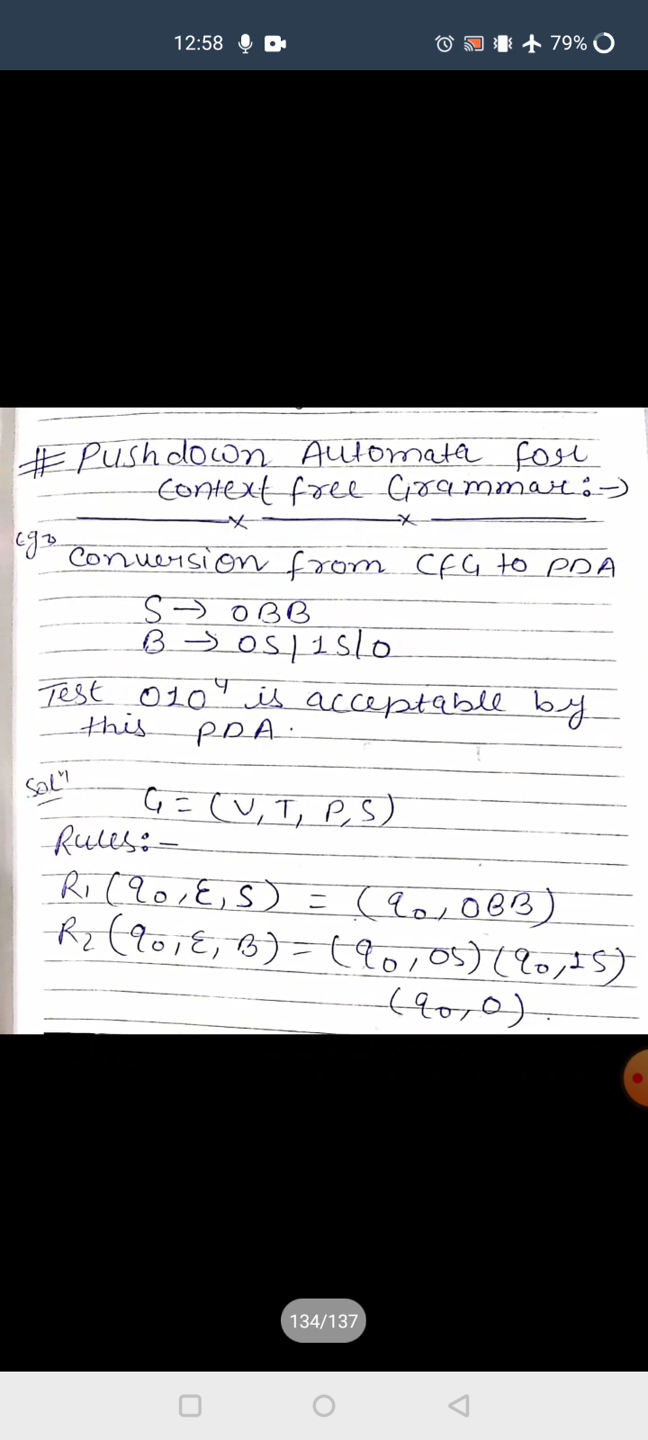 12:58 79%
# Pushdown Automata for
Context free Grammar:→
eg→ Conversion from CFG to PDA
S → 0BB
B → 0S/1S/0
Test 010⁴ is acceptable by
this PDA.
Solⁿ
G = (V, T, P, S)
Rules:-
R₁ (q₀, ε, S) = (q₀, 0BB)
R₂ (q₀, ε, B) = (q₀, 0S) (q₀, 1S)
(q₀, 0).
134/137